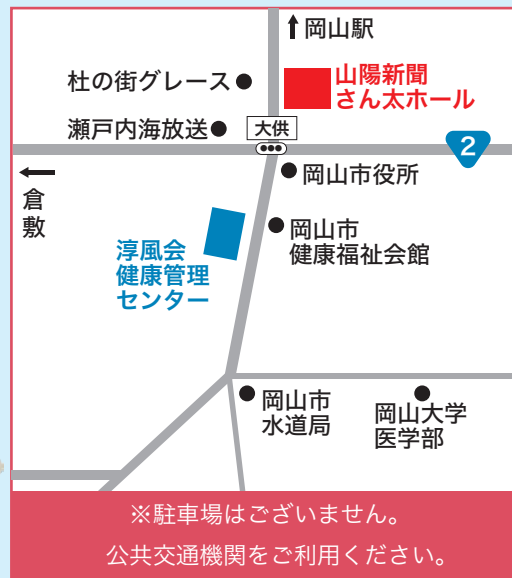 岡山駅
杜の街グレース
山陽新聞
さん太ホール
瀬戸内海放送
大供
2
倉敷
岡山市役所
岡山市
健康福祉会館
淳風会
健康管理
センター
岡山市
水道局
岡山大学
医学部
※駐車場はございません。
公共交通機関をご利用ください。